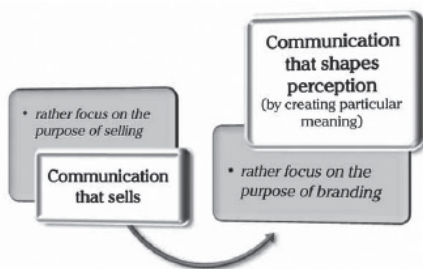 • rather focus on the
purpose of selling
Communication
that sells
Communication
that shapes
perception
(by creating particular
meaning)
• rather focus on the
purpose of branding